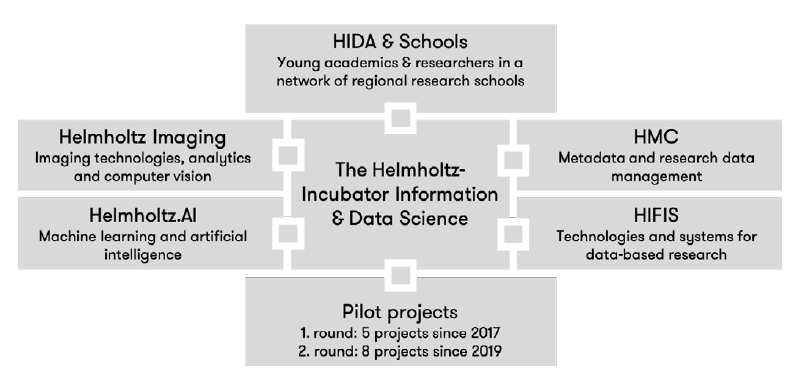 HIDA & Schools
Young academics & researchers in a
network of regional research schools
Helmholtz Imaging
Imaging technologies, analytics
and computer vision
HMC
Metadata and research data
management
The Helmholtz-
Incubator Information
& Data Science
Helmholtz.AI
Machine learning and artificial
intelligence
HIFIS
Technologies and systems for
data-based research
Pilot projects
1. round: 5 projects since 2017
2. round: 8 projects since 2019